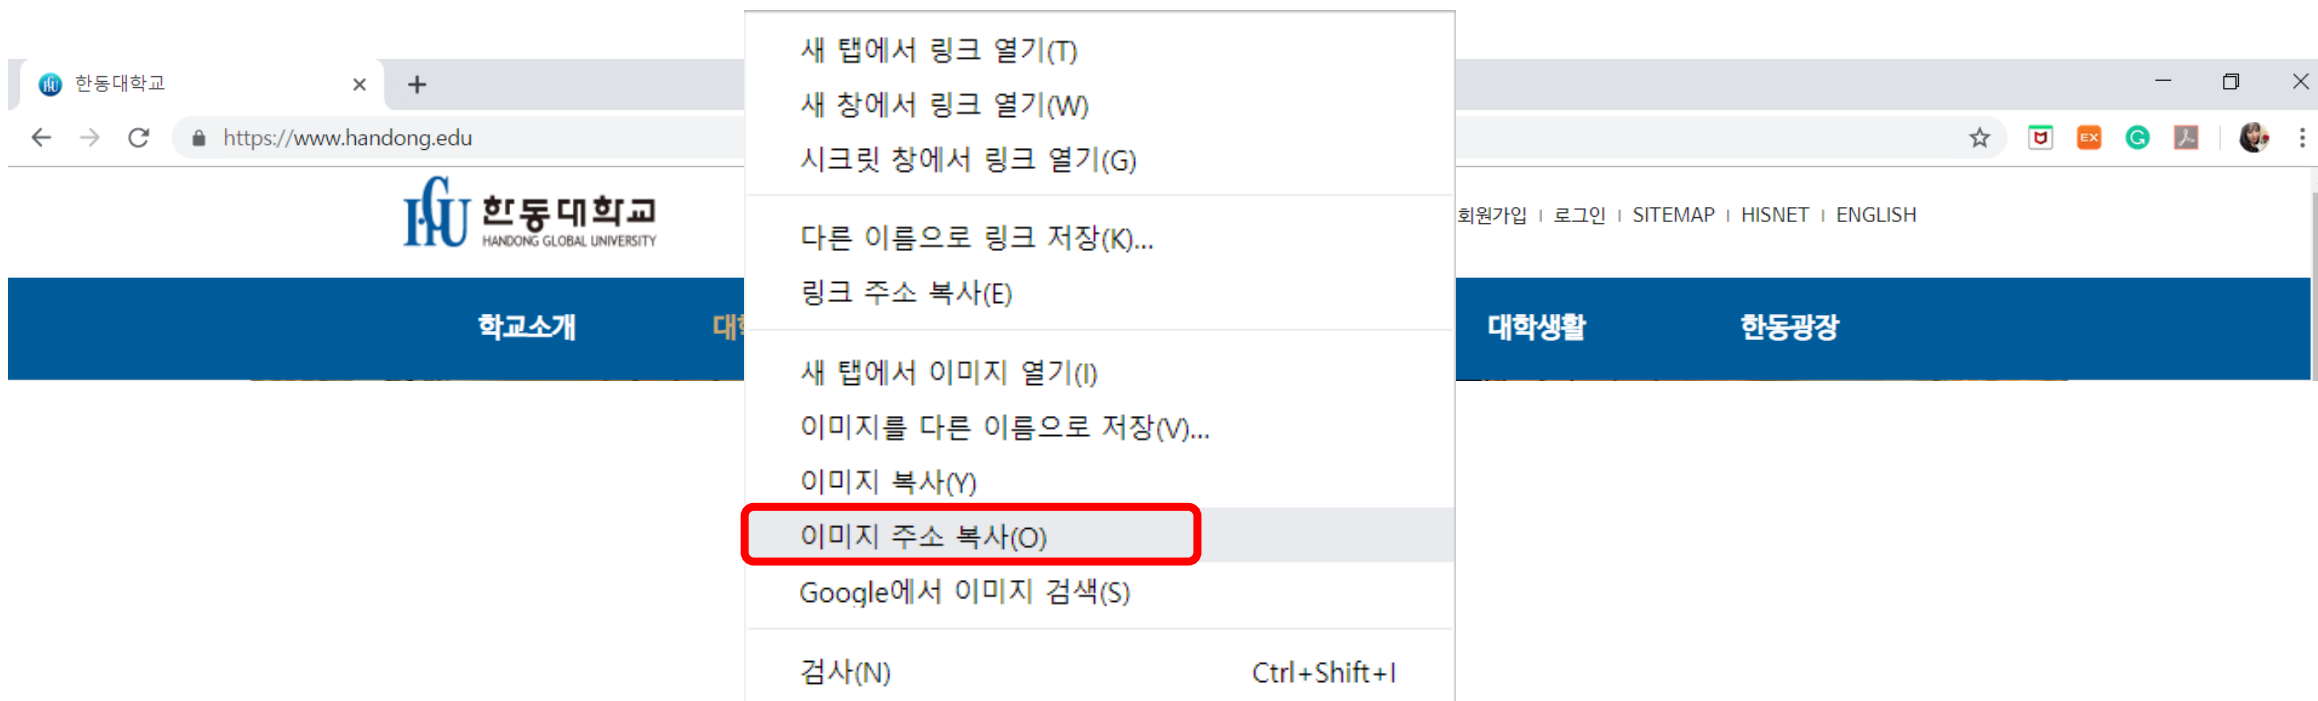 한동대학교
https://www.handong.edu
한동대학교
HANDONG GLOBAL UNIVERSITY
회원가입 | 로그인 | SITEMAP | HISNET | ENGLISH
학교소개
대학생활
한동광장
새 탭에서 링크 열기(T)
새 창에서 링크 열기(W)
시크릿 창에서 링크 열기(G)
다른 이름으로 링크 저장(K)...
링크 주소 복사(E)
새 탭에서 이미지 열기(I)
이미지를 다른 이름으로 저장(V)...
이미지 복사(Y)
이미지 주소 복사(O)
Google에서 이미지 검색(S)
검사(N) Ctrl+Shift+I